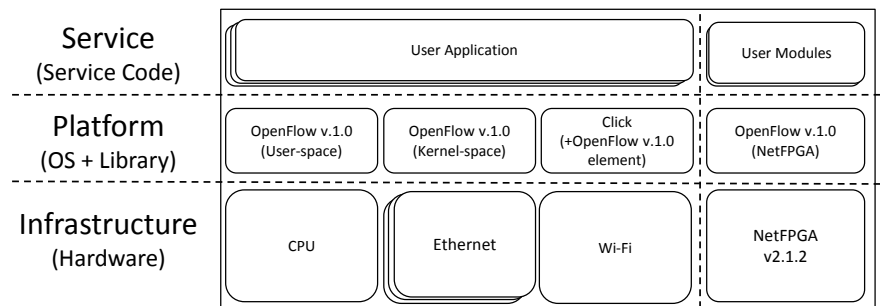 Service
(Service Code)
User Application
User Modules
Platform
(OS + Library)
OpenFlow v.1.0
(User-space)
OpenFlow v.1.0
(Kernel-space)
Click
(+OpenFlow v.1.0
element)
OpenFlow v.1.0
(NetFPGA)
Infrastructure
(Hardware)
CPU
Ethernet
Wi-Fi
NetFPGA
v2.1.2